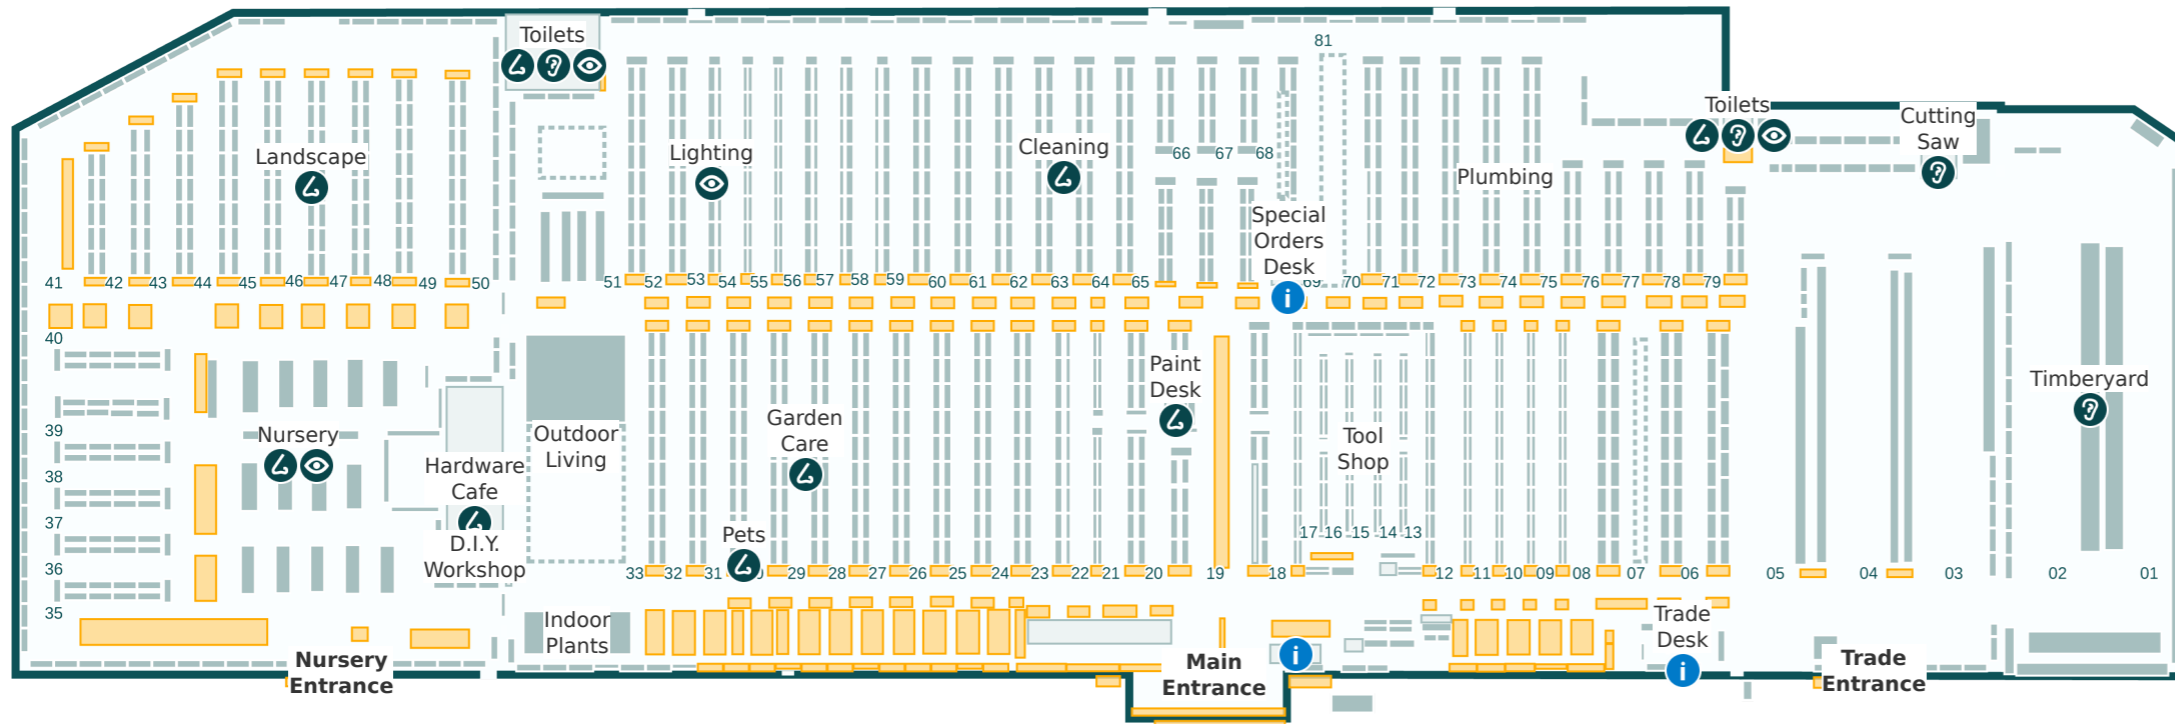 Toilets
81
Toilets
Cutting
Saw
Landscape
Lighting
Cleaning
66 67 68
Plumbing
Special
Orders
Desk
41 42 43 44 45 46 47 48 49 50 51 52 53 54 55 56 57 58 59 60 61 62 63 64 65 69 70 71 72 73 74 75 76 77 78 79
40
Paint
Desk
Timberyard
39
Nursery
Garden
Care
Outdoor
Living
Tool
Shop
38
Hardware
Cafe
37
D.I.Y.
Workshop
Pets
17 16 15 14 13
36
33 32 31 29 28 27 26 25 24 23 22 21 20 19 18 12 11 10 09 08 07 06 05 04 03 02 01
35
Indoor
Plants
Trade
Desk
Nursery
Entrance
Main
Entrance
Trade
Entrance